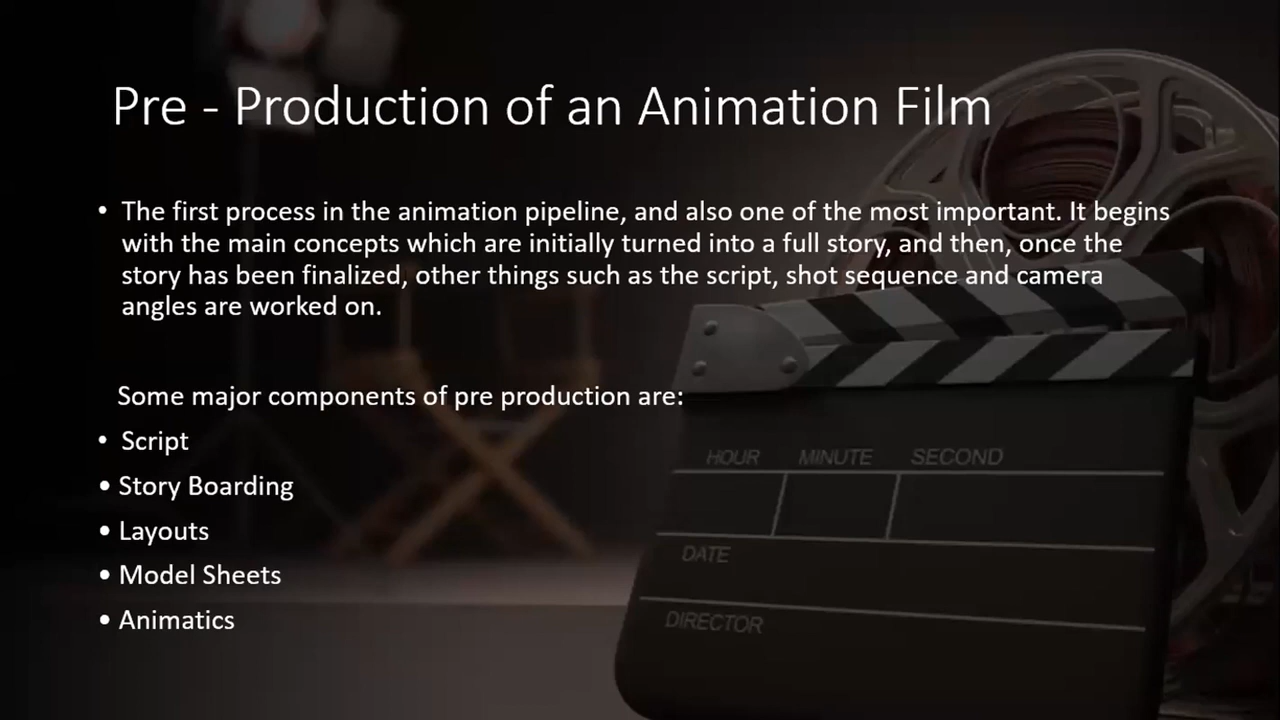 Pre - Production of an Animation Film
• The first process in the animation pipeline, and also one of the most important. It begins
with the main concepts which are initially turned into a full story, and then, once the
story has been finalized, other things such as the script, shot sequence and camera
angles are worked on.
Some major components of pre production are:
• Script
• Story Boarding
• Layouts
• Model Sheets
• Animatics
HOUR MINUTE SECOND
DATE
DIRECTOR